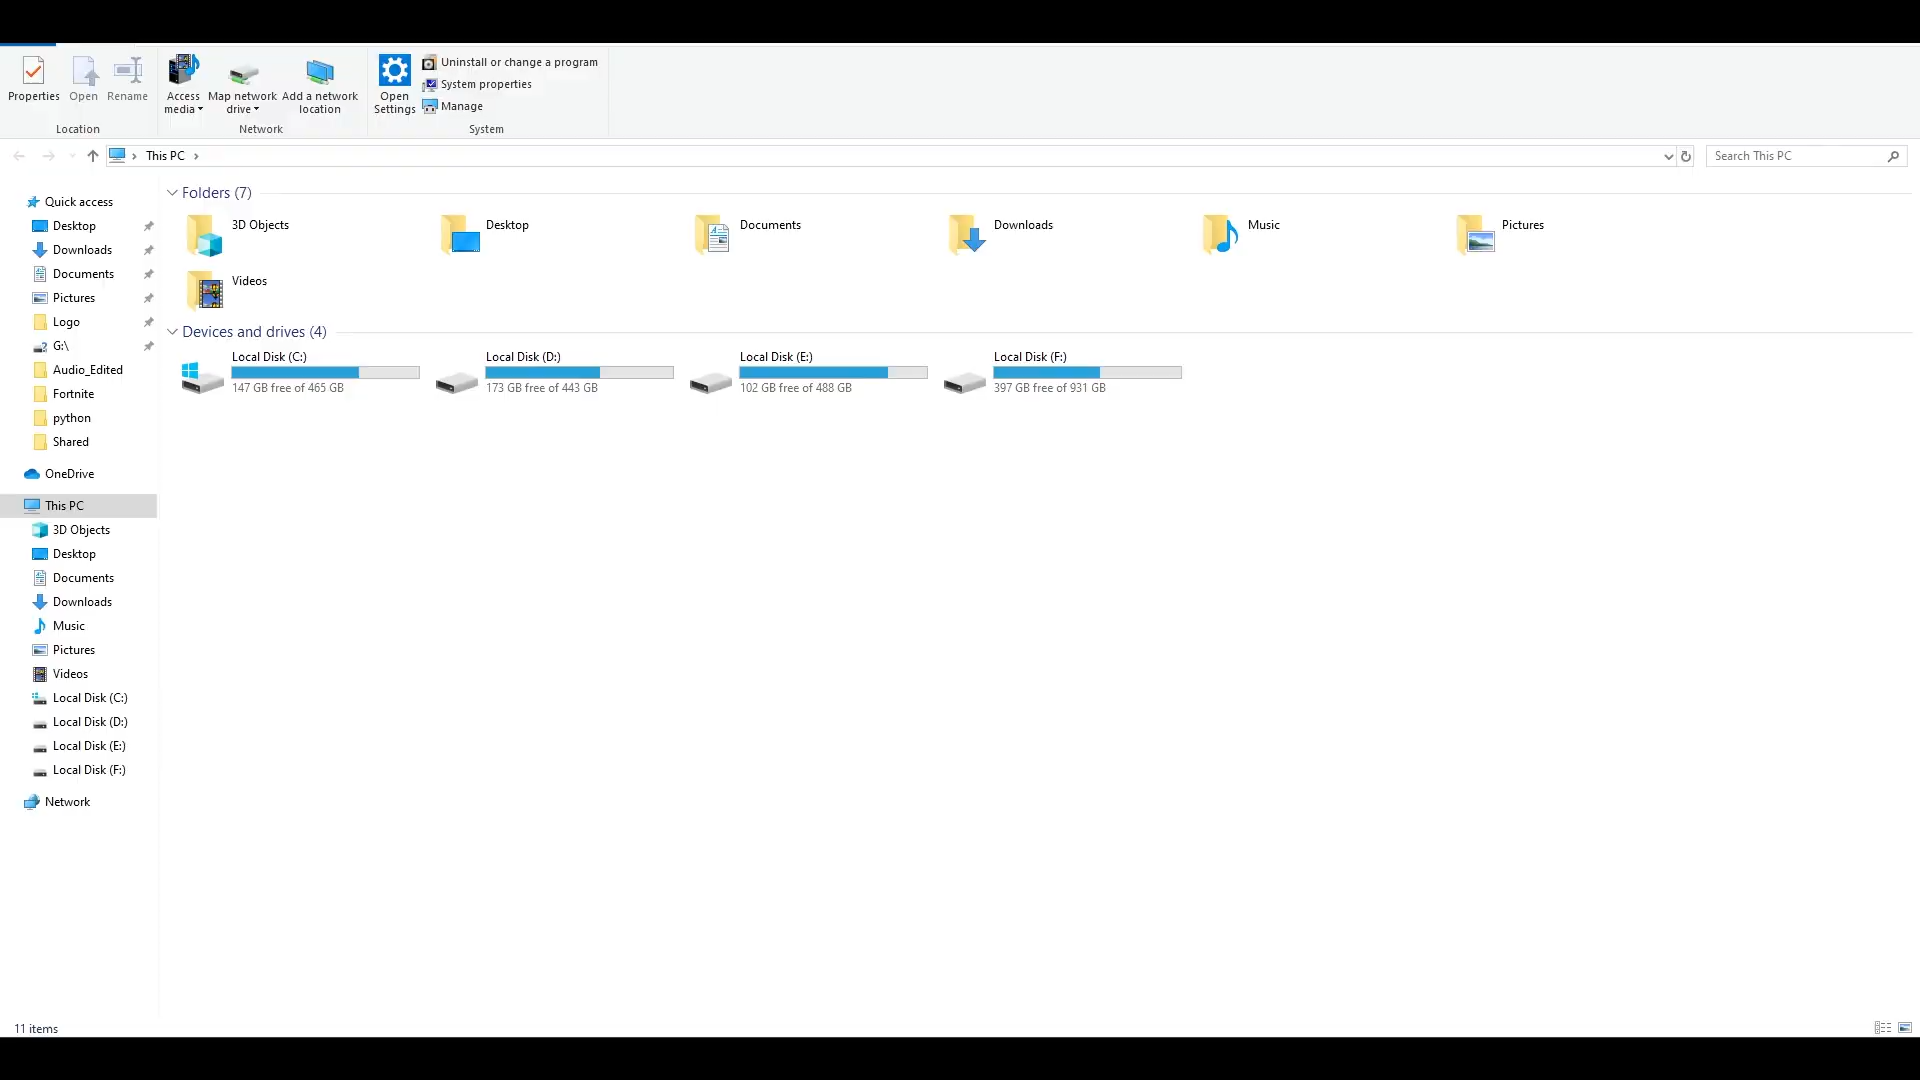 Properties
Open
Rename
Location
Access
media
Map network
drive
Add a network
location
Network
Open
Settings
Uninstall or change a program
System properties
Manage
System
This PC
Search This PC
Quick access
Desktop
Downloads
Documents
Pictures
Logo
G:\
Audio_Edited
Fortnite
python
Shared
OneDrive
This PC
3D Objects
Desktop
Documents
Downloads
Music
Pictures
Videos
Local Disk (C:)
Local Disk (D:)
Local Disk (E:)
Local Disk (F:)
Network
Folders (7)
3D Objects
Desktop
Documents
Downloads
Music
Pictures
Videos
Devices and drives (4)
Local Disk (C:)
147 GB free of 465 GB
Local Disk (D:)
173 GB free of 443 GB
Local Disk (E:)
102 GB free of 488 GB
Local Disk (F:)
397 GB free of 931 GB
11 items